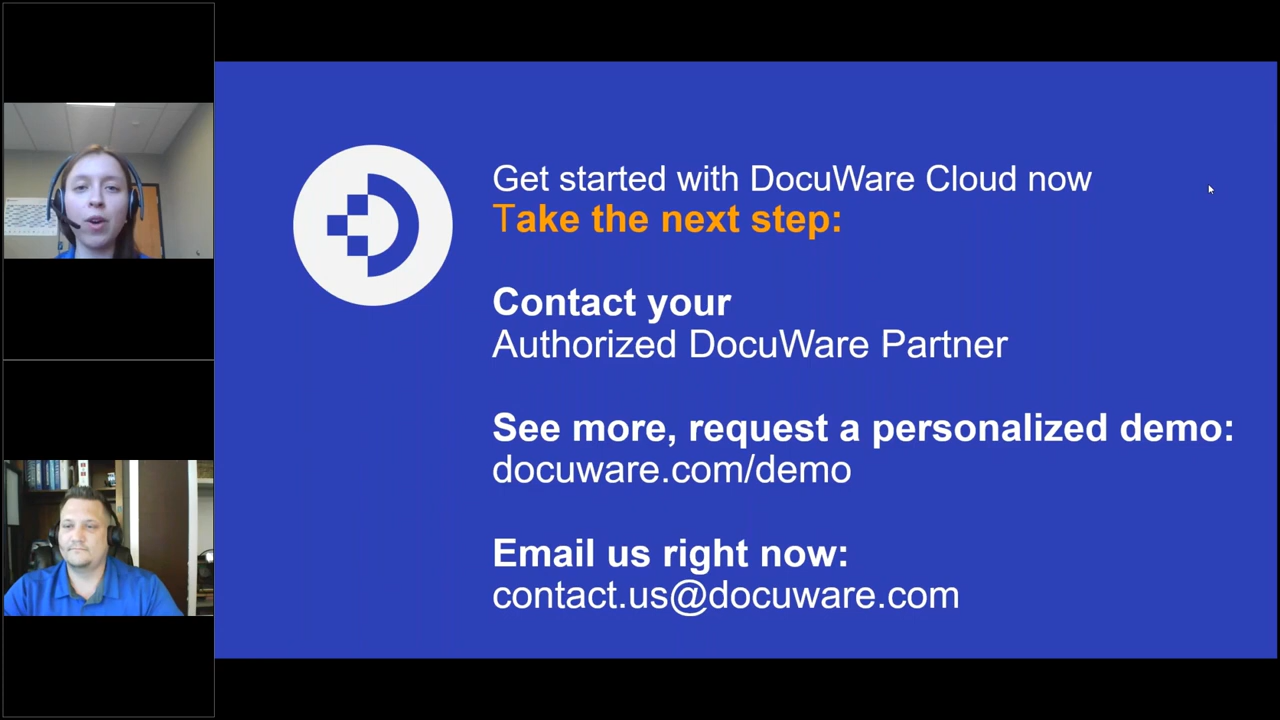 Get started with DocuWare Cloud now
Take the next step:
Contact your
Authorized DocuWare Partner
See more, request a personalized demo:
docuware.com/demo
Email us right now:
contact.us@docuware.com